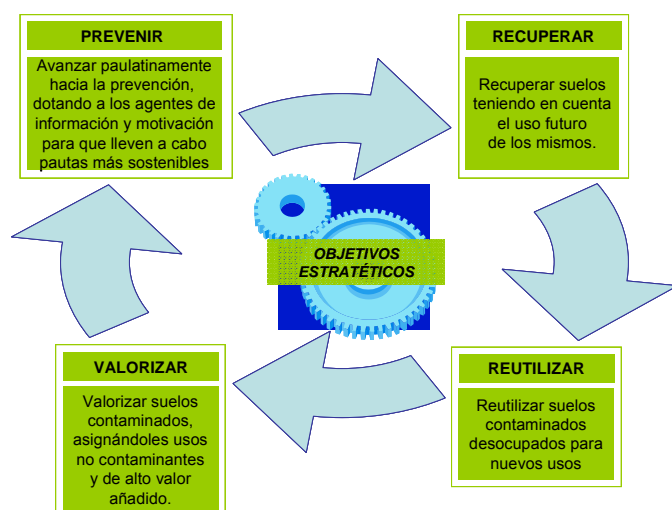 PREVENIR
Avanzar paulatinamente
hacia la prevención,
dotando a los agentes de
información y motivación
para que lleven a cabo
pautas más sostenibles
RECUPERAR
Recuperar suelos
teniendo en cuenta
el uso futuro
de los mismos.
OBJETIVOS
ESTRATÉTICOS
VALORIZAR
Valorizar suelos
contaminados,
asignándoles usos
no contaminantes
y de alto valor
añadido.
REUTILIZAR
Reutilizar suelos
contaminados
desocupados para
nuevos usos